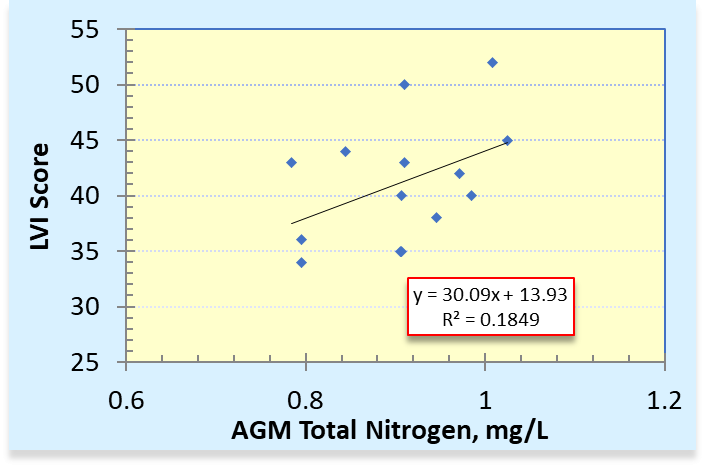 55
50
45
40
35
30
25
LVI Score
y = 30.09x + 13.93
R² = 0.1849
0.6 0.8 1 1.2
AGM Total Nitrogen, mg/L